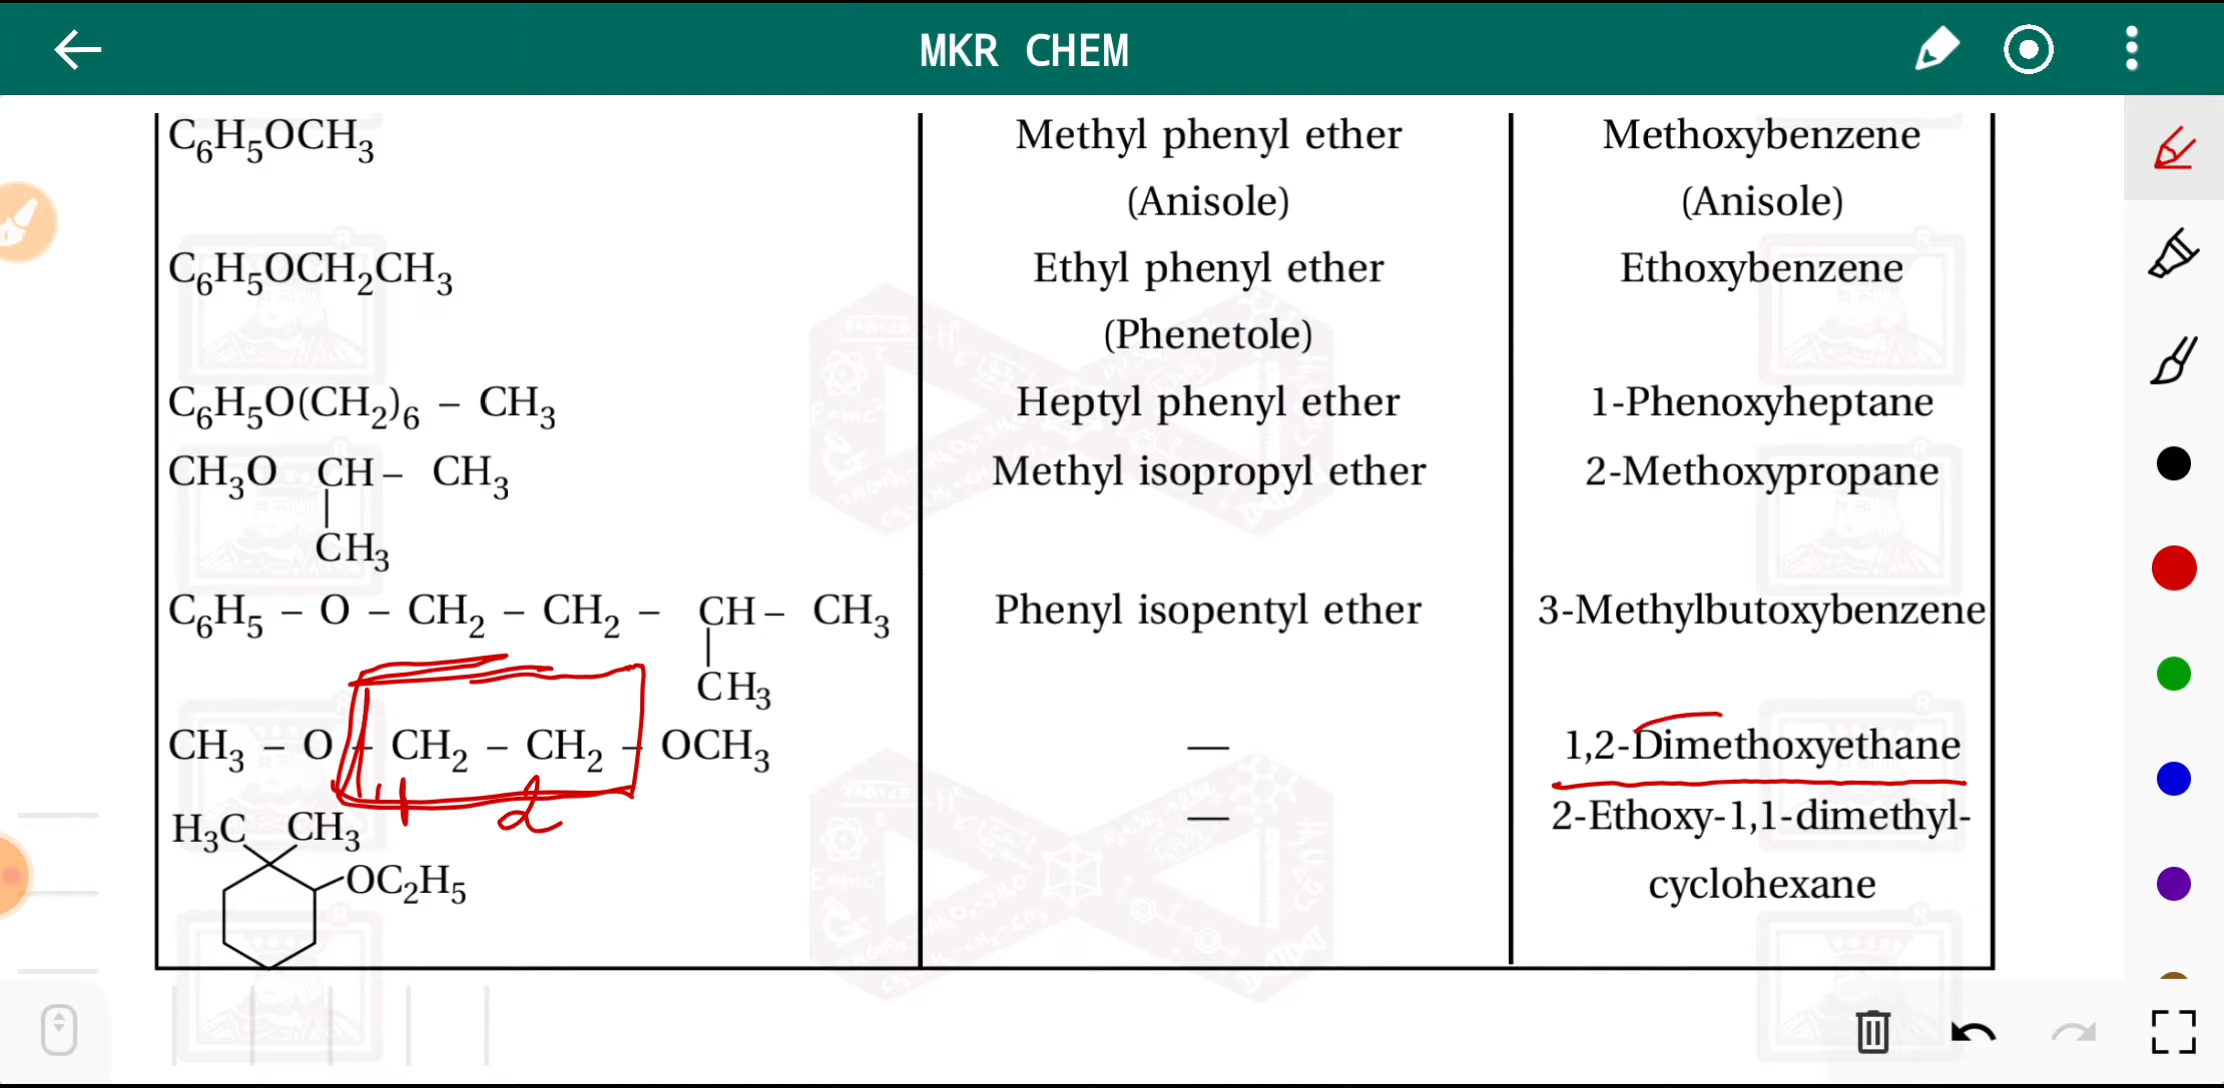 MKR CHEM
C₆H₅OCH₃ Methyl phenyl ether Methoxybenzene
(Anisole) (Anisole)
C₆H₅OCH₂CH₃ Ethyl phenyl ether Ethoxybenzene
(Phenetole)
C₆H₅O(CH₂)₆ – CH₃ Heptyl phenyl ether 1-Phenoxyheptane
CH₃O CH – CH₃ Methyl isopropyl ether 2-Methoxypropane
CH₃
C₆H₅ – O – CH₂ – CH₂ – CH – CH₃ Phenyl isopentyl ether 3-Methylbutoxybenzene
CH₃
CH₃ – O – CH₂ – CH₂ – OCH₃ — 1,2-Dimethoxyethane
1 2
H₃C CH₃ — 2-Ethoxy-1,1-dimethyl-
OC₂H₅ cyclohexane